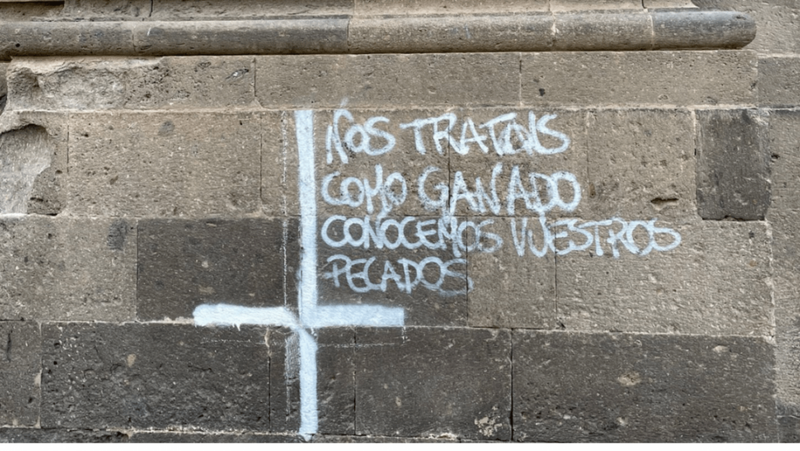 NOS TRATAIS
COMO GANADO
CONOCEMOS VUESTROS
PECADOS